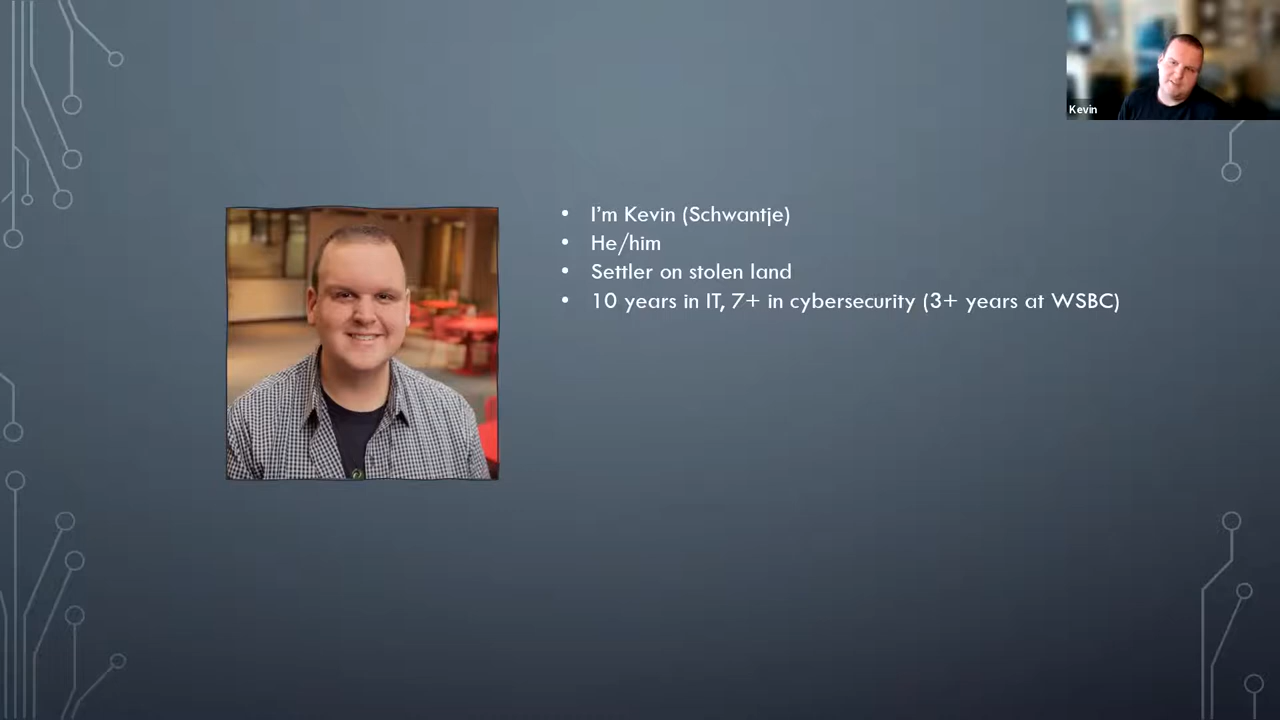 Kevin
• I'm Kevin (Schwantje)
• He/him
• Settler on stolen land
• 10 years in IT, 7+ in cybersecurity (3+ years at WSBC)